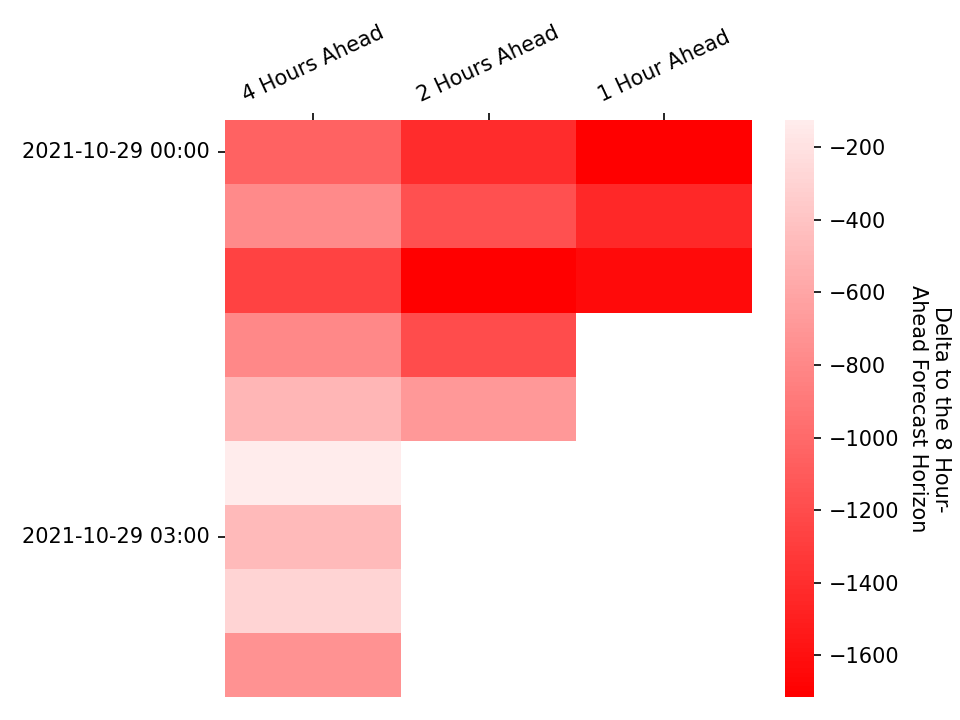 4 Hours Ahead
2 Hours Ahead
1 Hour Ahead
2021-10-29 00:00
2021-10-29 03:00
−200
−400
−600
−800
−1000
−1200
−1400
−1600
Delta to the 8 Hour-
Ahead Forecast Horizon